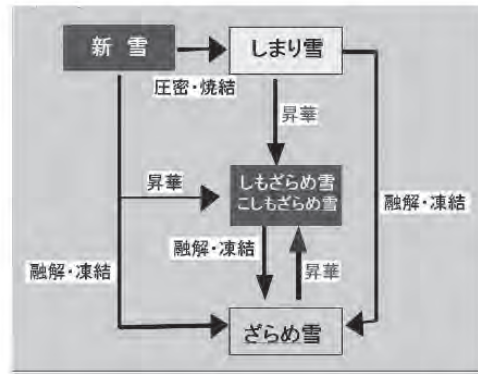 新 雪
しまり雪
圧密・焼結
昇華
昇華
しもざらめ雪
こしもざらめ雪
融解・凍結
融解・凍結
融解・凍結
昇華
ざらめ雪